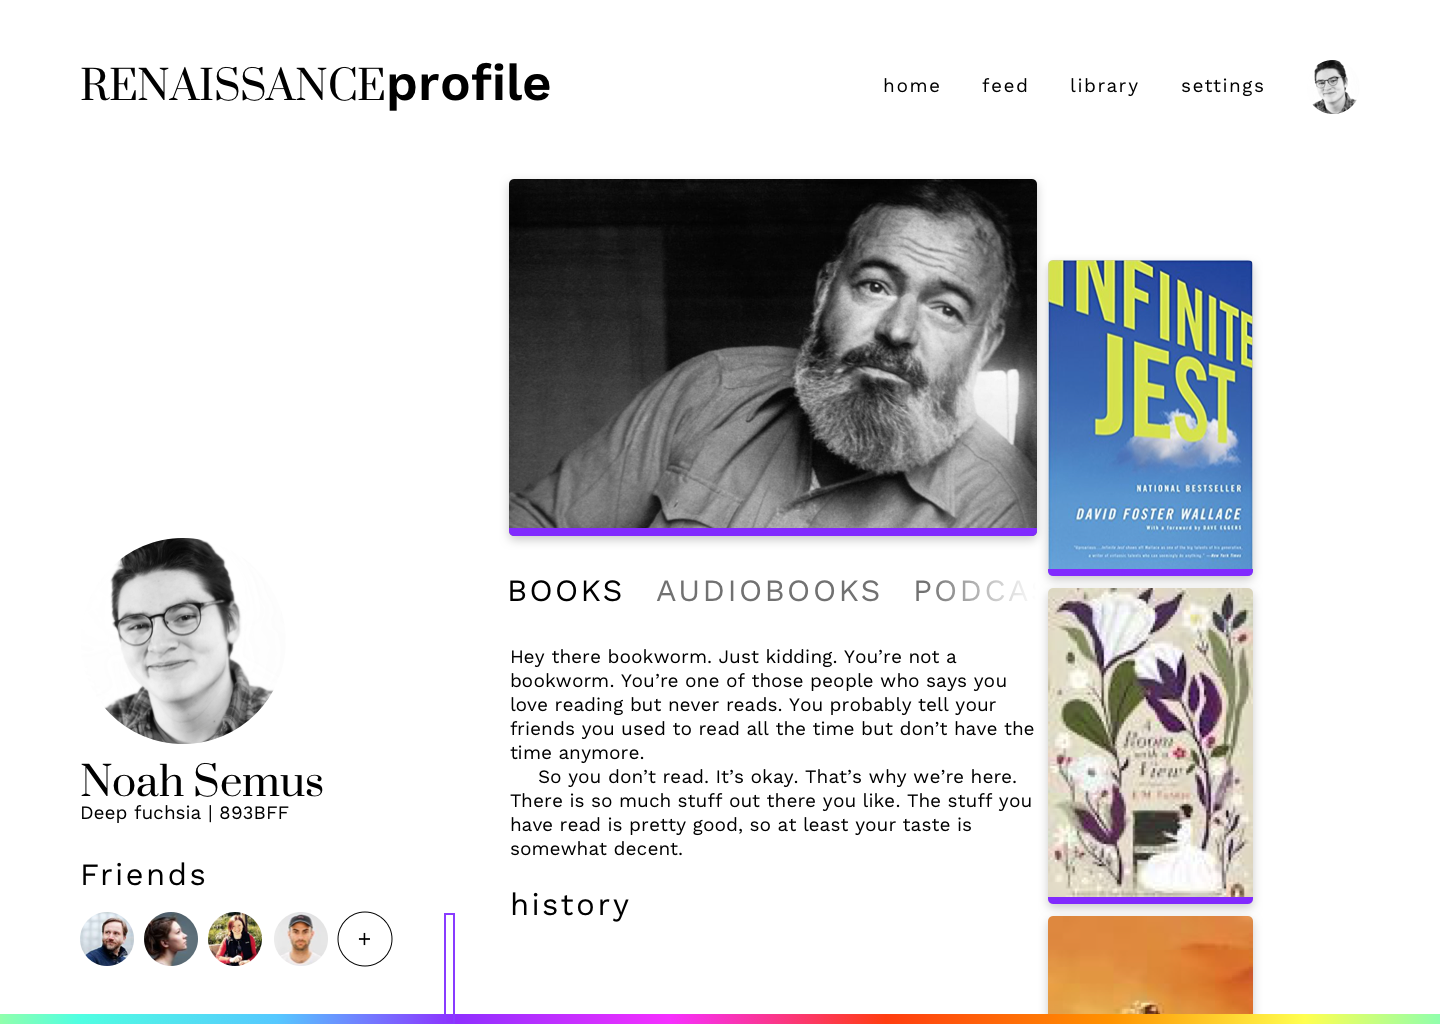 RENAISSANCEprofile
home feed library settings
INFINITE
JEST
NATIONAL BESTSELLER
DAVID FOSTER WALLACE
With a foreword by DAVE EGGERS
BOOKS AUDIOBOOKS PODCA
Hey there bookworm. Just kidding. You’re not a
bookworm. You’re one of those people who says you
love reading but never reads. You probably tell your
friends you used to read all the time but don’t have the
time anymore.
So you don’t read. It’s okay. That’s why we’re here.
There is so much stuff out there you like. The stuff you
have read is pretty good, so at least your taste is
somewhat decent.
history
A
Room
with a
View
Noah Semus
Deep fuchsia | 893BFF
Friends
+